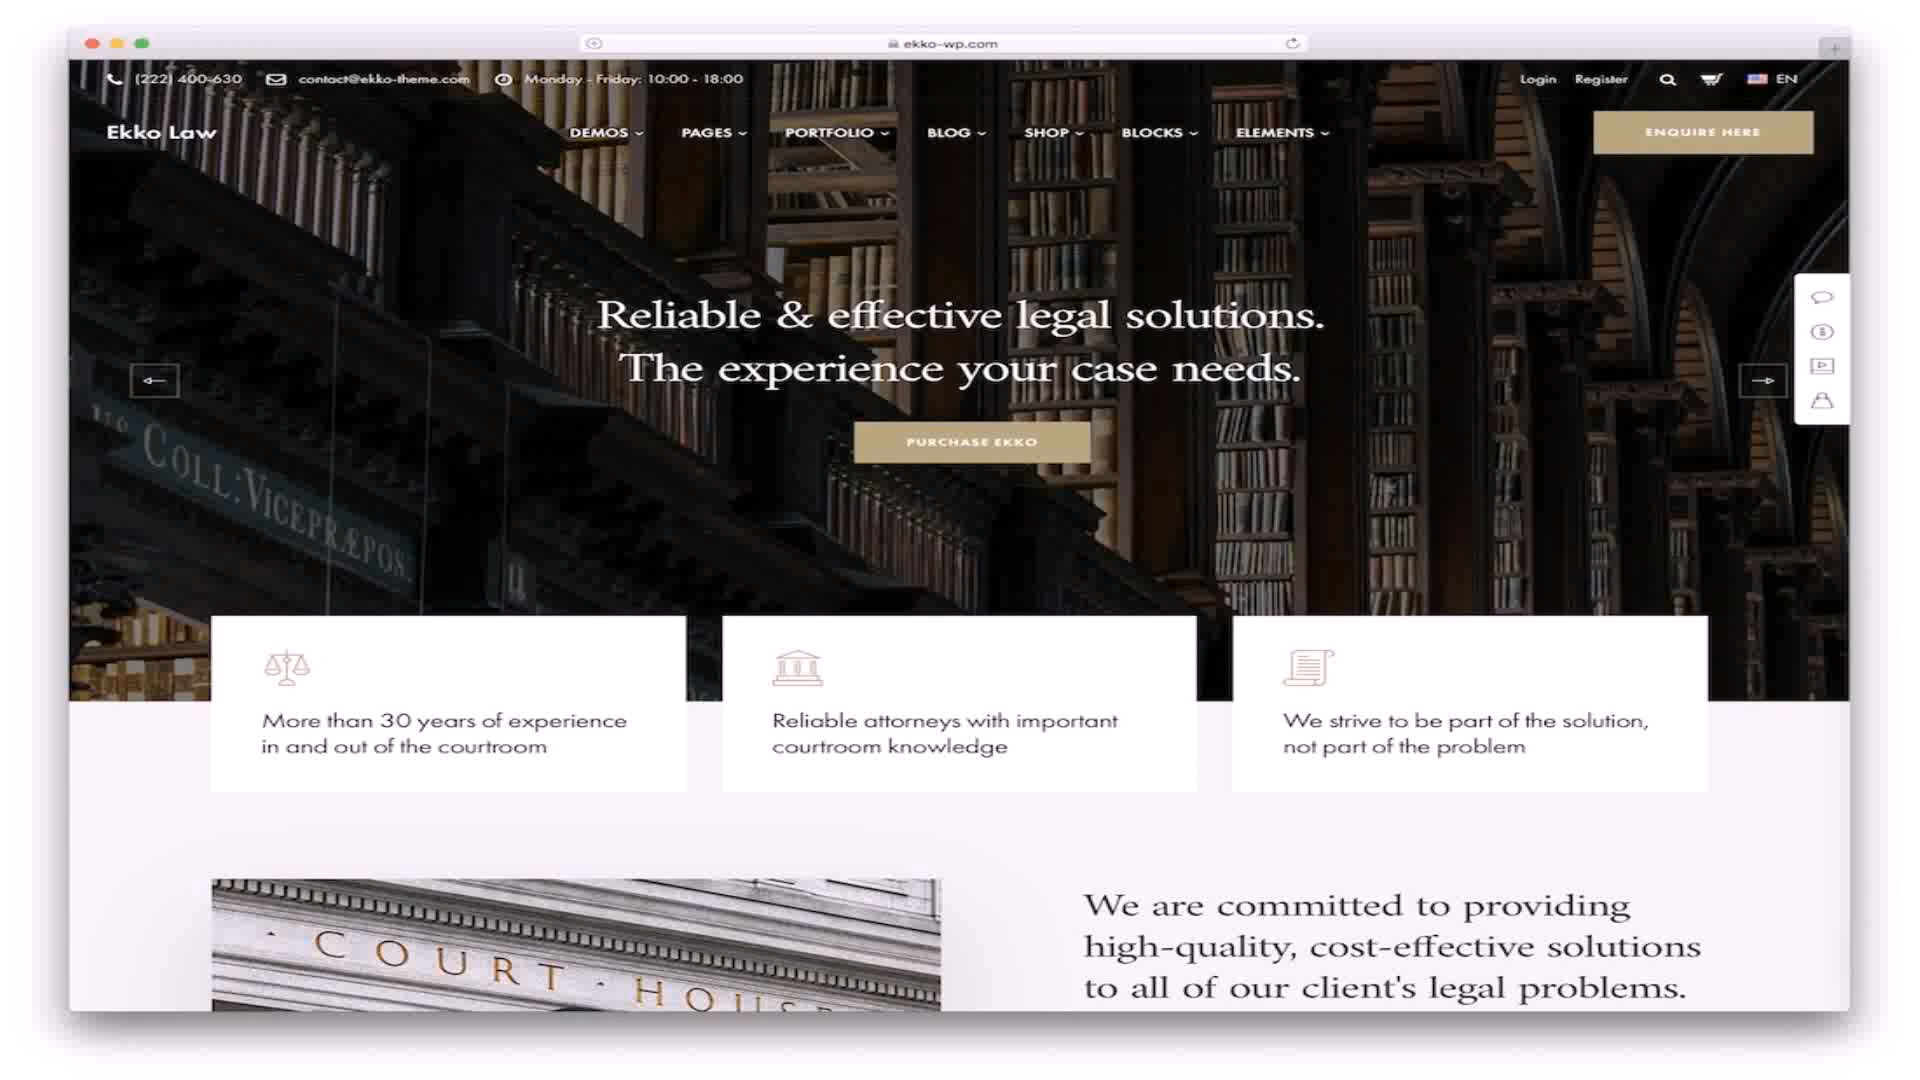 ekko-wp.com
(222) 400-630 contact@ekko-theme.com Monday - Friday: 10:00 - 18:00 Login Register EN
Ekko Law DEMOS PAGES PORTFOLIO BLOG SHOP BLOCKS ELEMENTS ENQUIRE HERE
Reliable & effective legal solutions.
The experience your case needs.
PURCHASE EKKO
COLL:VICEPRÆPOS.
More than 30 years of experience
in and out of the courtroom
Reliable attorneys with important
courtroom knowledge
We strive to be part of the solution,
not part of the problem
COURT · HOUSE
We are committed to providing
high-quality, cost-effective solutions
to all of our client's legal problems.